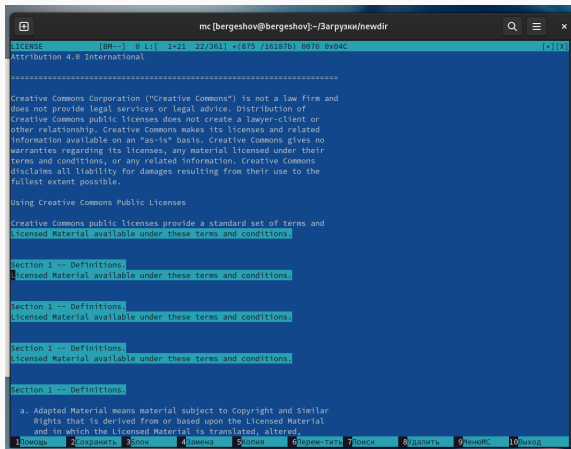 mc [bergeshov@bergeshov]:~/Загрузки/newdir
LICENSE [BM--] 0 L:[ 1+21 22/361] *(875 /16187b) 0076 0x04C [*][X]
Attribution 4.0 International
=======================================================================
Creative Commons Corporation ("Creative Commons") is not a law firm and
does not provide legal services or legal advice. Distribution of
Creative Commons public licenses does not create a lawyer-client or
other relationship. Creative Commons makes its licenses and related
information available on an "as-is" basis. Creative Commons gives no
warranties regarding its licenses, any material licensed under their
terms and conditions, or any related information. Creative Commons
disclaims all liability for damages resulting from their use to the
fullest extent possible.
Using Creative Commons Public Licenses
Creative Commons public licenses provide a standard set of terms and
Licensed Material available under these terms and conditions.
Section 1 -- Definitions.
Licensed Material available under these terms and conditions.
Section 1 -- Definitions.
Licensed Material available under these terms and conditions.
Section 1 -- Definitions.
Licensed Material available under these terms and conditions.
Section 1 -- Definitions.
a. Adapted Material means material subject to Copyright and Similar
Rights that is derived from or based upon the Licensed Material
and in which the Licensed Material is translated, altered,
1Помощь 2Сохранить 3Блок 4Замена 5Копия 6Перем~тить 7Поиск 8Удалить 9МенюMC 10Выход